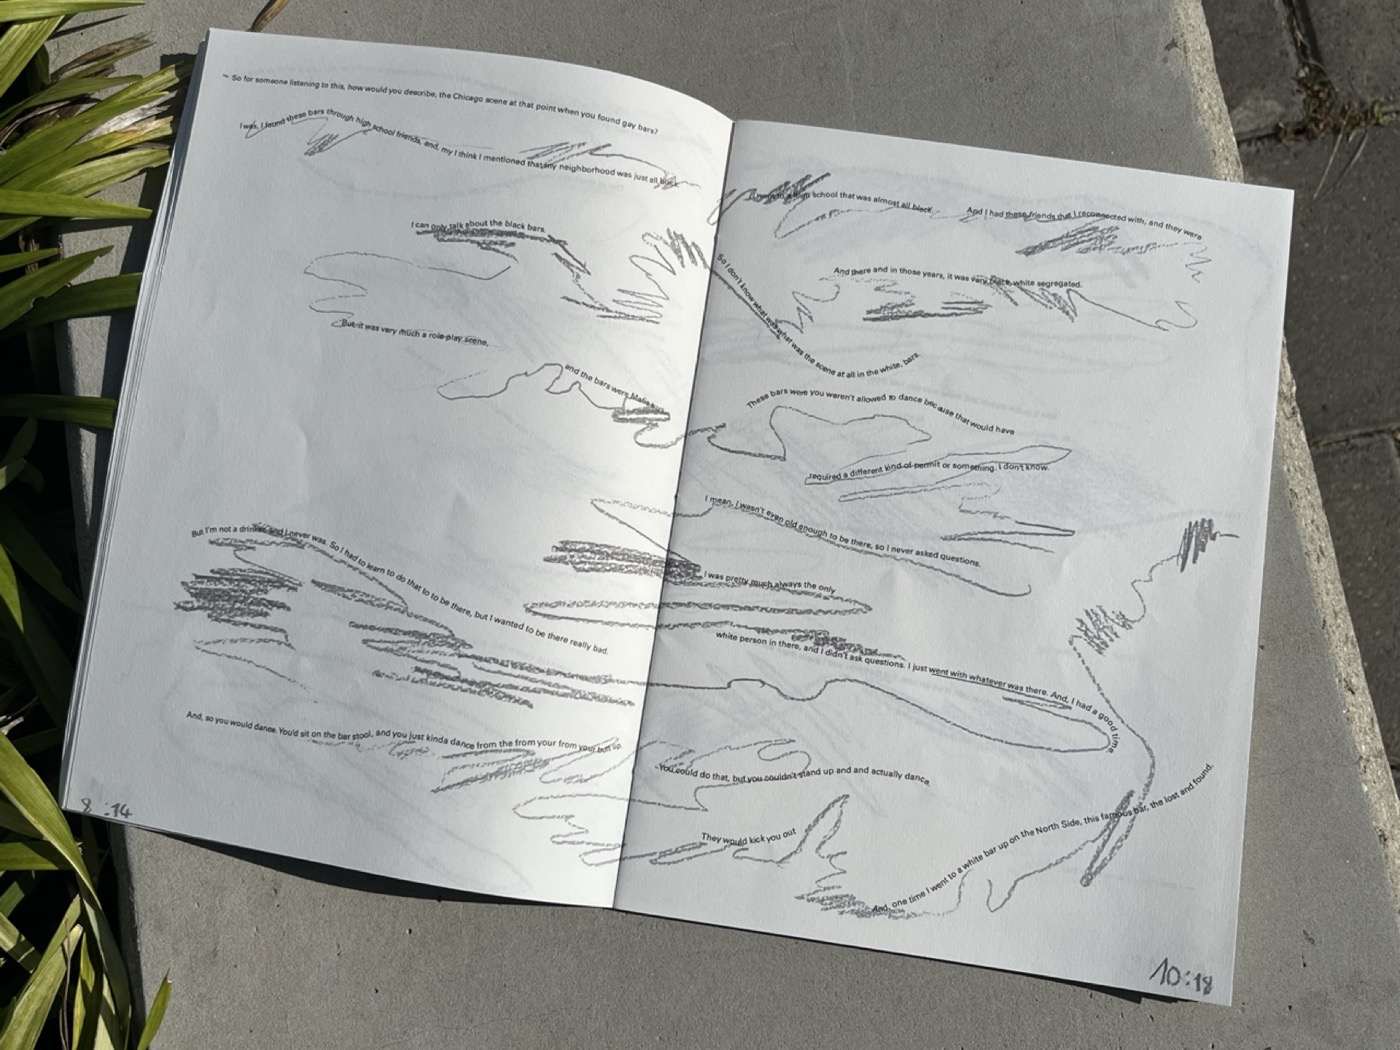 – So for someone listening to this, how would you describe, the Chicago scene at that point when you found gay bars?
I was, I found these bars through high school friends, and, my I think I mentioned that my neighborhood was just all black.
I can only talk about the black bars.
But it was very much a role-play scene,
and the bars were Mafia
But I'm not a drinker, and I never was. So I had to learn to do that to to be there, but I wanted to be there really bad.
And, so you would dance. You'd sit on the bar stool, and you just kinda dance from the from your from your butt up.
8:14
I went to a high school that was almost all black. And I had these friends that I reconnected with, and they were
And there and in those years, it was very black, white segregated.
So I don't know what was what was the scene at all in the white, bars.
These bars were you weren't allowed to dance because that would have
required a different kind of permit or something. I don't know.
I mean, I wasn't even old enough to be there, so I never asked questions.
I was pretty much always the only
white person in there, and I didn't ask questions. I just went with whatever was there. And, I had a good time.
You could do that, but you couldn't stand up and and actually dance.
They would kick you out
And, one time I went to a white bar up on the North Side, this famous bar, the lost and found.
10:18